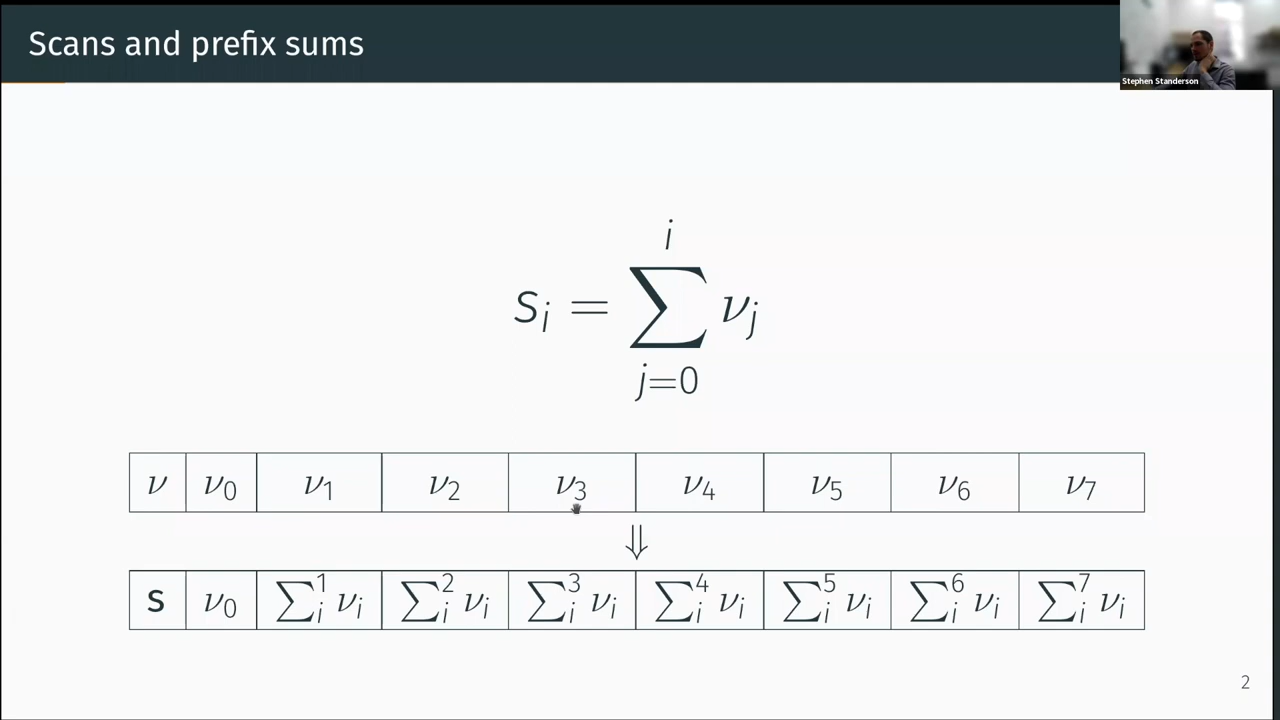 Scans and prefix sums
Stephen Standerson
s_i = ∑_{j=0}^{i} ν_j
ν ν_0 ν_1 ν_2 ν_3 ν_4 ν_5 ν_6 ν_7
⇓
s ν_0 ∑_i^1 ν_i ∑_i^2 ν_i ∑_i^3 ν_i ∑_i^4 ν_i ∑_i^5 ν_i ∑_i^6 ν_i ∑_i^7 ν_i
2